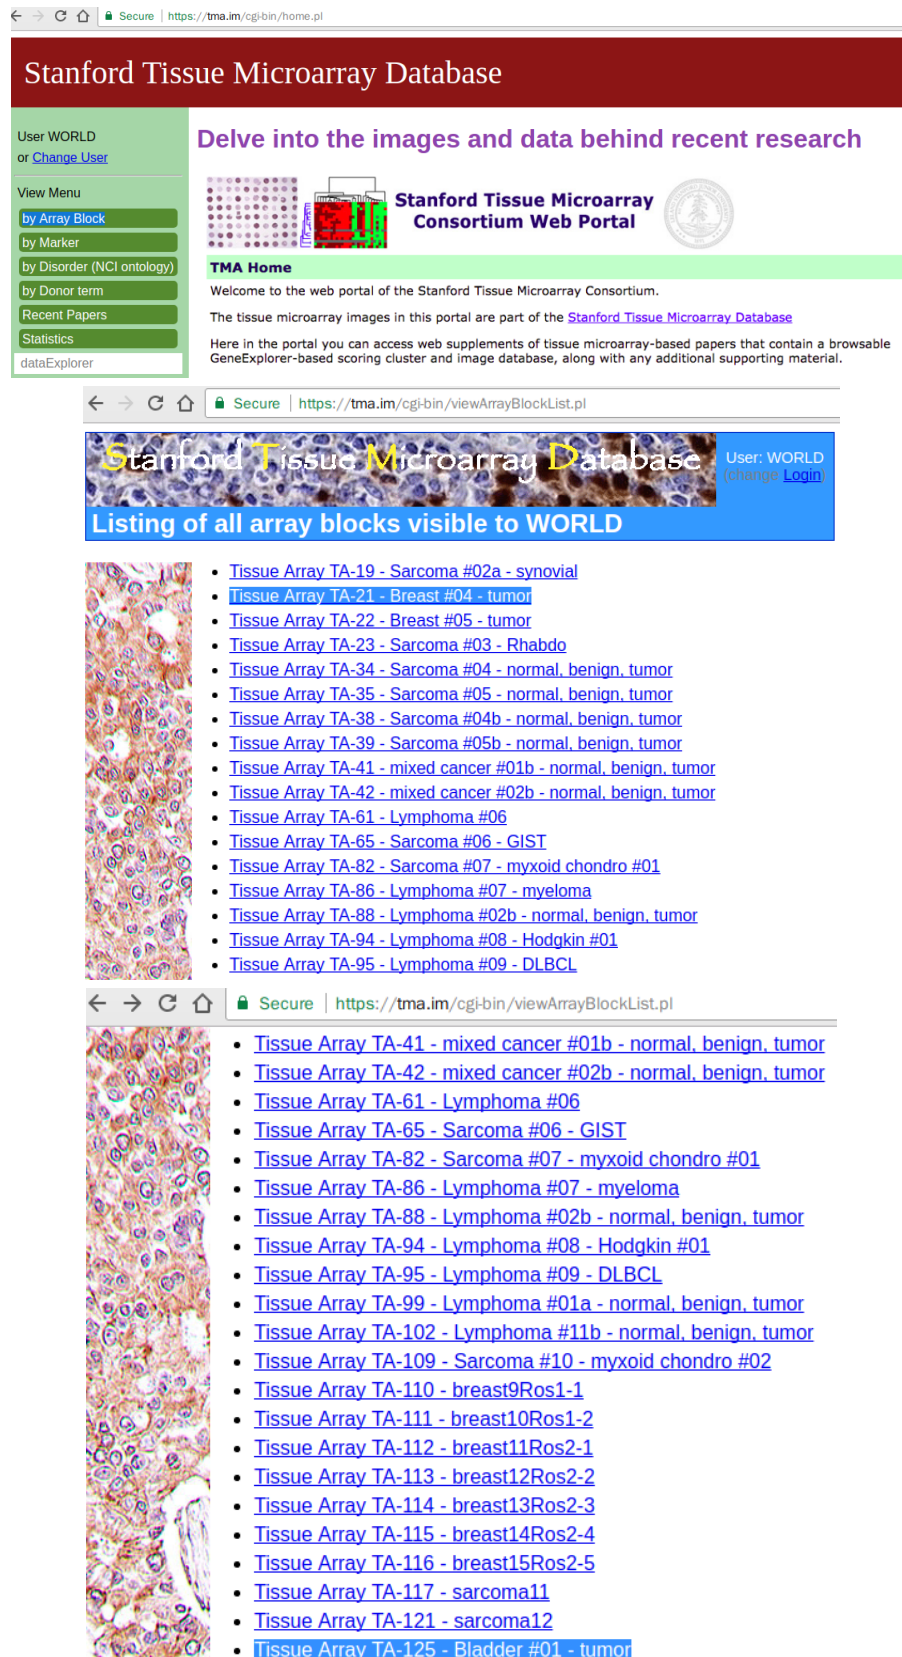 Secure https://tma.im/cgi-bin/home.pl
Stanford Tissue Microarray Database
User WORLD
or Change User
View Menu
by Array Block
by Marker
by Disorder (NCI ontology)
by Donor term
Recent Papers
Statistics
dataExplorer
Delve into the images and data behind recent research
Stanford Tissue Microarray
Consortium Web Portal
TMA Home
Welcome to the web portal of the Stanford Tissue Microarray Consortium.
The tissue microarray images in this portal are part of the Stanford Tissue Microarray Database
Here in the portal you can access web supplements of tissue microarray-based papers that contain a browsable
GeneExplorer-based scoring cluster and image database, along with any additional supporting material.
Secure https://tma.im/cgi-bin/viewArrayBlockList.pl
Stanford Tissue Microarray Database
User: WORLD
(change Login)
Listing of all array blocks visible to WORLD
Tissue Array TA-19 - Sarcoma #02a - synovial
Tissue Array TA-21 - Breast #04 - tumor
Tissue Array TA-22 - Breast #05 - tumor
Tissue Array TA-23 - Sarcoma #03 - Rhabdo
Tissue Array TA-34 - Sarcoma #04 - normal, benign, tumor
Tissue Array TA-35 - Sarcoma #05 - normal, benign, tumor
Tissue Array TA-38 - Sarcoma #04b - normal, benign, tumor
Tissue Array TA-39 - Sarcoma #05b - normal, benign, tumor
Tissue Array TA-41 - mixed cancer #01b - normal, benign, tumor
Tissue Array TA-42 - mixed cancer #02b - normal, benign, tumor
Tissue Array TA-61 - Lymphoma #06
Tissue Array TA-65 - Sarcoma #06 - GIST
Tissue Array TA-82 - Sarcoma #07 - myxoid chondro #01
Tissue Array TA-86 - Lymphoma #07 - myeloma
Tissue Array TA-88 - Lymphoma #02b - normal, benign, tumor
Tissue Array TA-94 - Lymphoma #08 - Hodgkin #01
Tissue Array TA-95 - Lymphoma #09 - DLBCL
Secure https://tma.im/cgi-bin/viewArrayBlockList.pl
Tissue Array TA-41 - mixed cancer #01b - normal, benign, tumor
Tissue Array TA-42 - mixed cancer #02b - normal, benign, tumor
Tissue Array TA-61 - Lymphoma #06
Tissue Array TA-65 - Sarcoma #06 - GIST
Tissue Array TA-82 - Sarcoma #07 - myxoid chondro #01
Tissue Array TA-86 - Lymphoma #07 - myeloma
Tissue Array TA-88 - Lymphoma #02b - normal, benign, tumor
Tissue Array TA-94 - Lymphoma #08 - Hodgkin #01
Tissue Array TA-95 - Lymphoma #09 - DLBCL
Tissue Array TA-99 - Lymphoma #01a - normal, benign, tumor
Tissue Array TA-102 - Lymphoma #11b - normal, benign, tumor
Tissue Array TA-109 - Sarcoma #10 - myxoid chondro #02
Tissue Array TA-110 - breast9Ros1-1
Tissue Array TA-111 - breast10Ros1-2
Tissue Array TA-112 - breast11Ros2-1
Tissue Array TA-113 - breast12Ros2-2
Tissue Array TA-114 - breast13Ros2-3
Tissue Array TA-115 - breast14Ros2-4
Tissue Array TA-116 - breast15Ros2-5
Tissue Array TA-117 - sarcoma11
Tissue Array TA-121 - sarcoma12
Tissue Array TA-125 - Bladder #01 - tumor